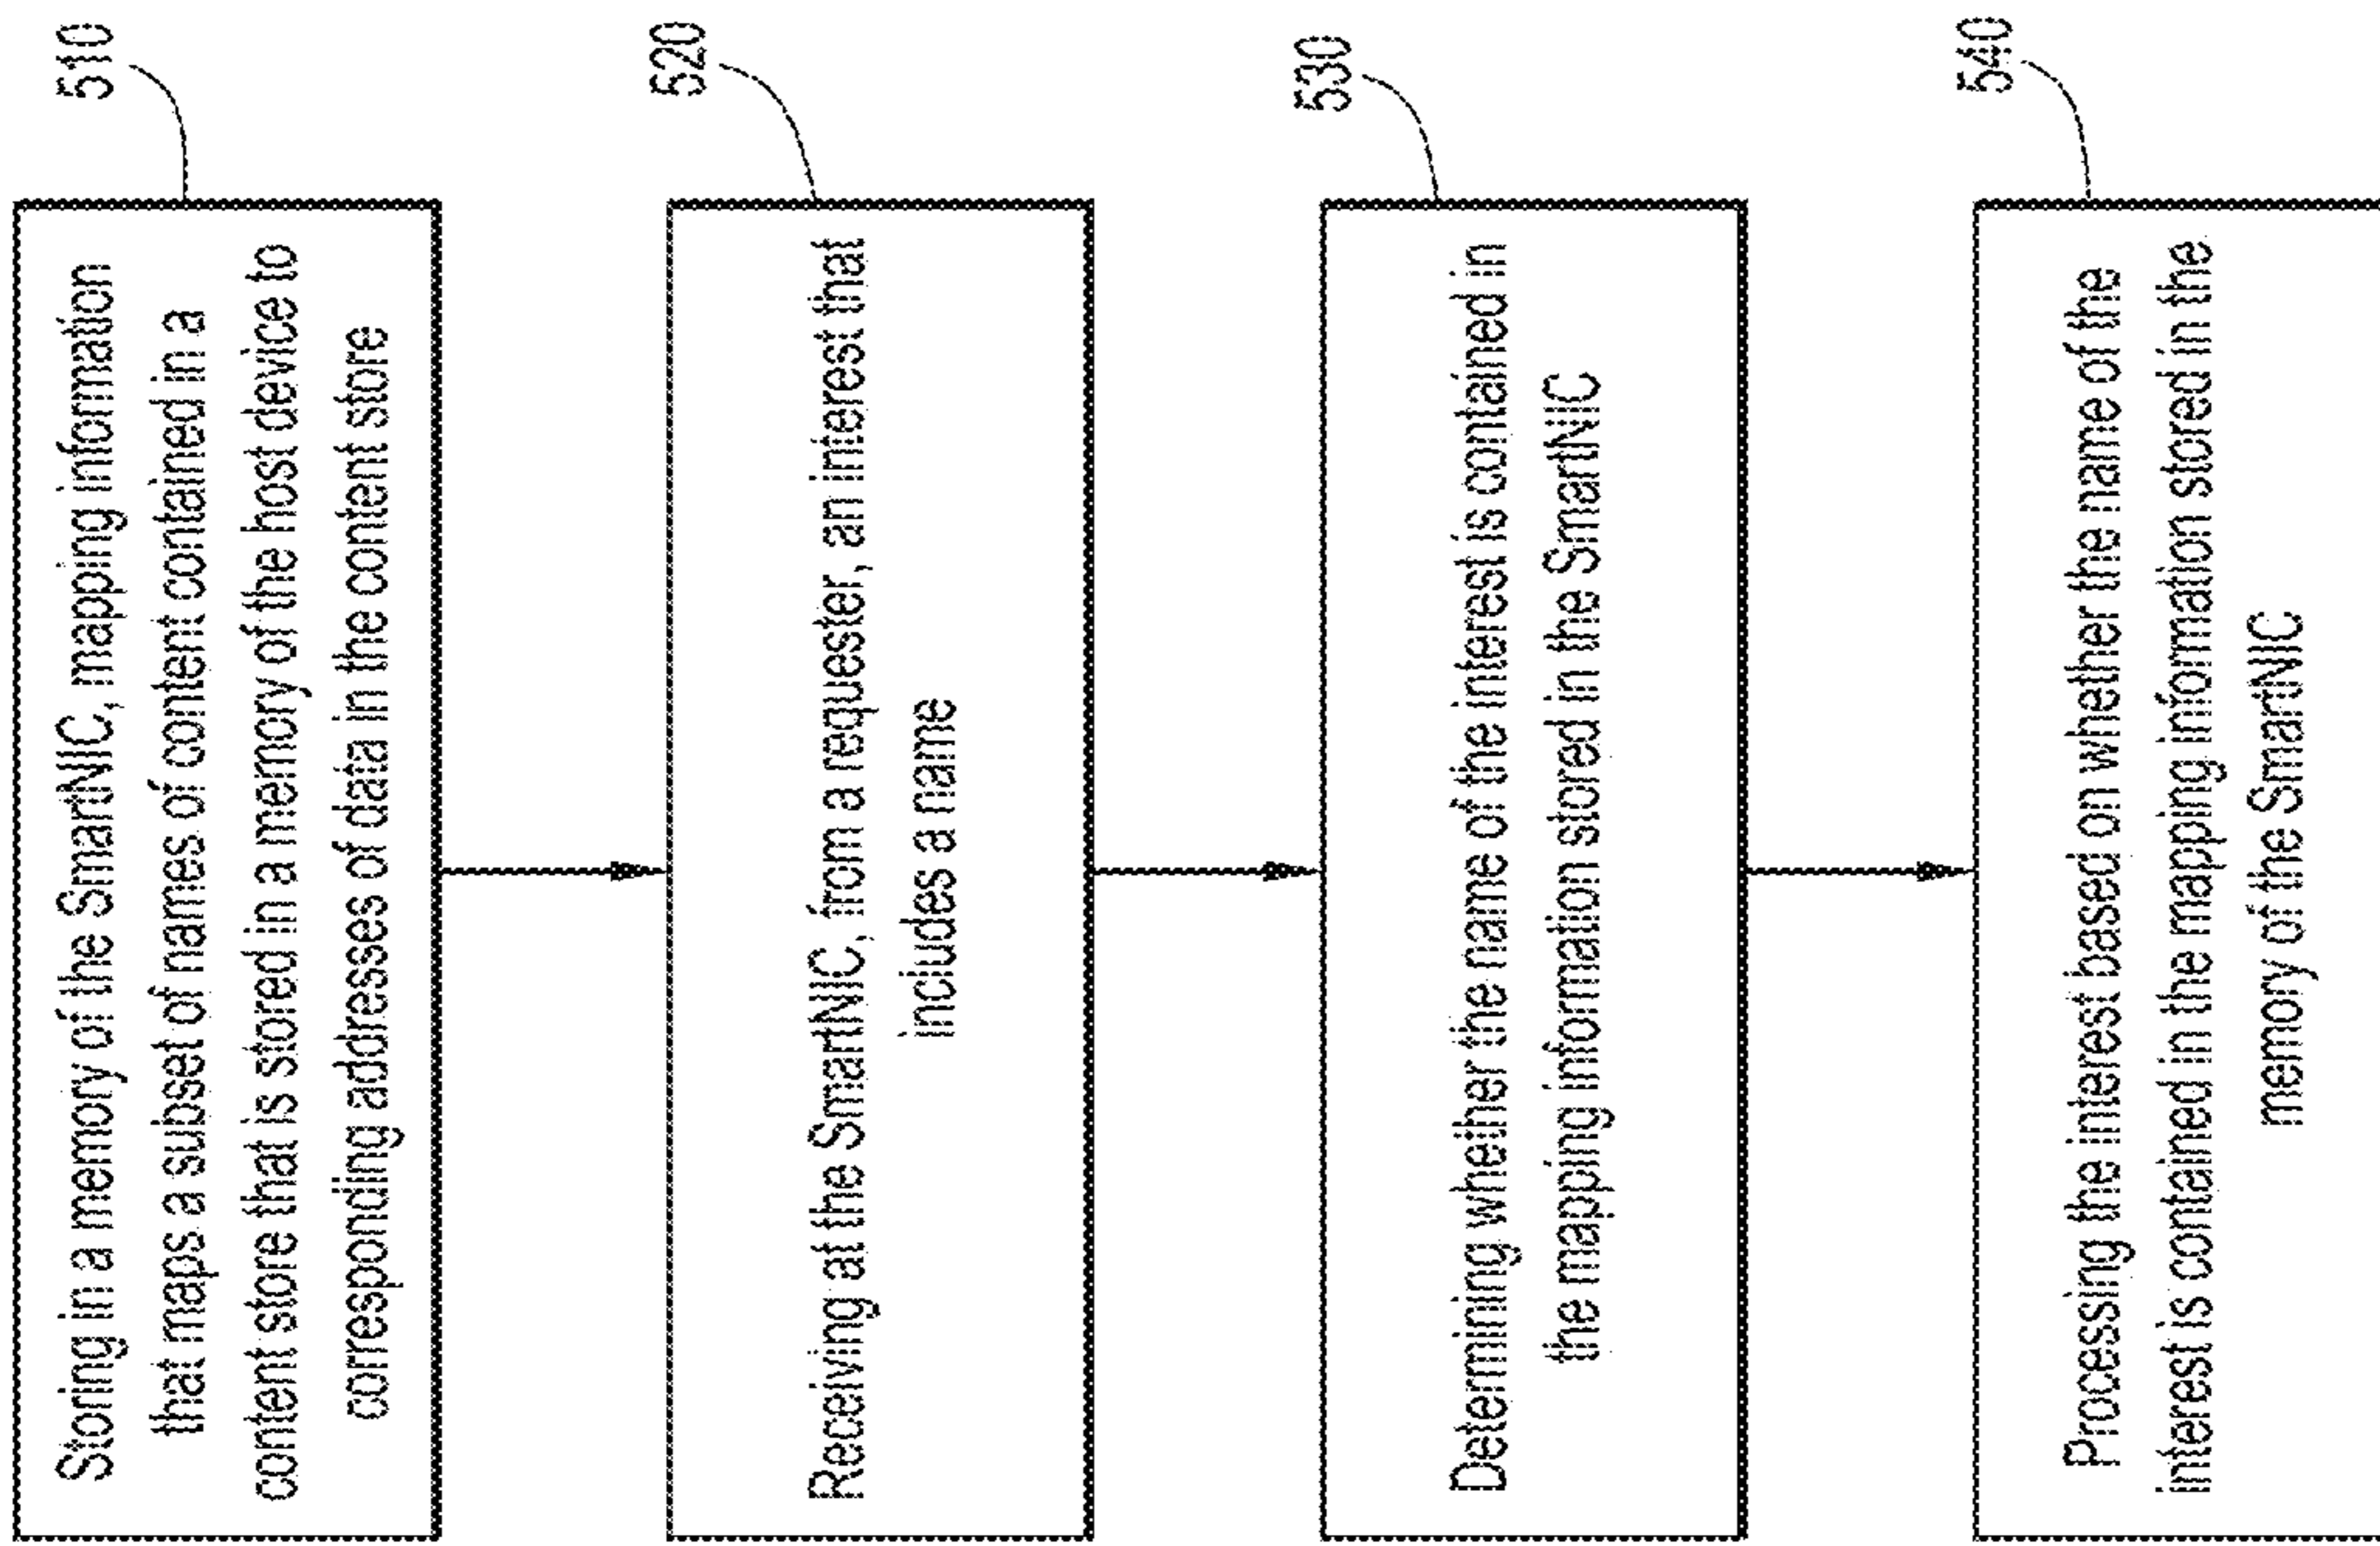 Storing in a memory of the SmartNIC, mapping information
that maps a subset of names of content contained in a
content store that is stored in a memory of the host device to
corresponding addresses of data in the content store
510
Receiving at the SmartNIC, from a requester, an interest that
includes a name
520
Determining whether the name of the interest is contained in
the mapping information stored in the SmartNIC
530
Processing the interest based on whether the name of the
interest is contained in the mapping information stored in the
memory of the SmartNIC
540